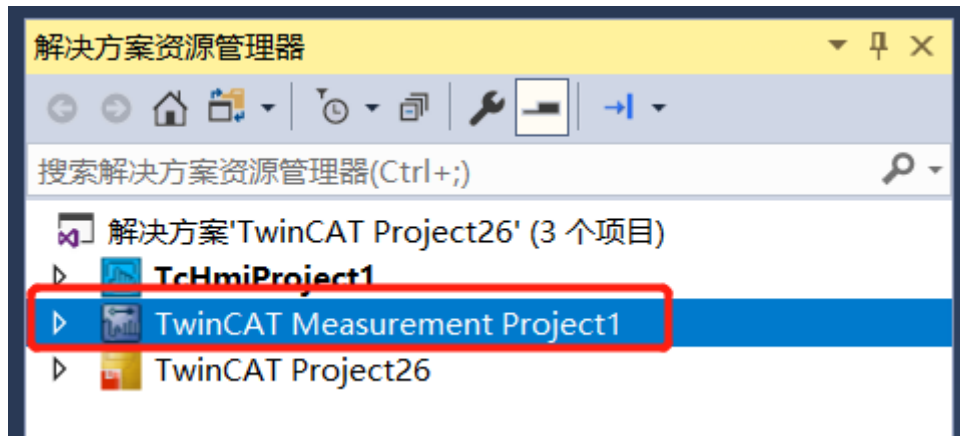 解决方案资源管理器
搜索解决方案资源管理器(Ctrl+;)
解决方案'TwinCAT Project26' (3 个项目)
TcHmiProject1
TwinCAT Measurement Project1
TwinCAT Project26